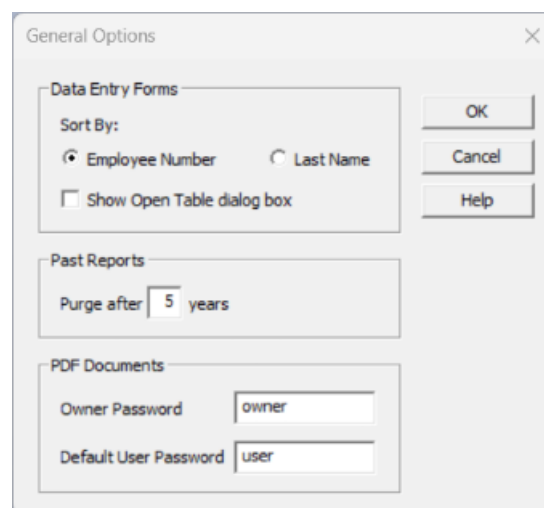 General Options
Data Entry Forms
Sort By:
Employee Number Last Name
Show Open Table dialog box
OK
Cancel
Help
Past Reports
Purge after 5 years
PDF Documents
Owner Password owner
Default User Password user